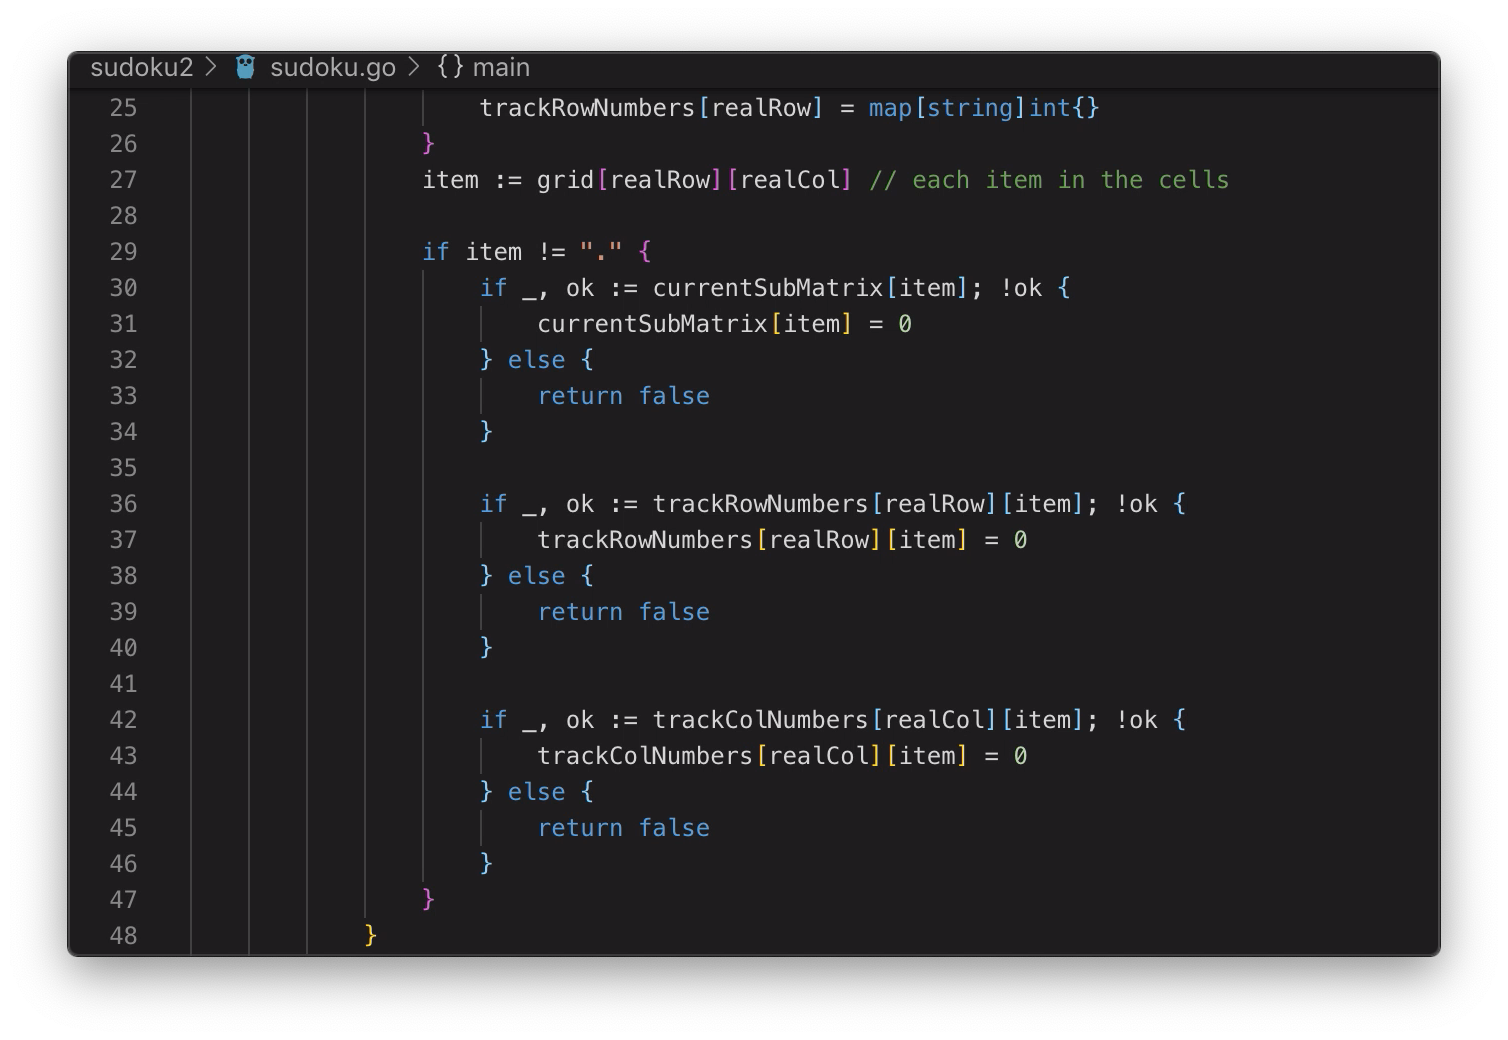 sudoku2 > sudoku.go > {} main
25 trackRowNumbers[realRow] = map[string]int{}
26 }
27 item := grid[realRow][realCol] // each item in the cells
28
29 if item != "." {
30 if _, ok := currentSubMatrix[item]; !ok {
31 currentSubMatrix[item] = 0
32 } else {
33 return false
34 }
35
36 if _, ok := trackRowNumbers[realRow][item]; !ok {
37 trackRowNumbers[realRow][item] = 0
38 } else {
39 return false
40 }
41
42 if _, ok := trackColNumbers[realCol][item]; !ok {
43 trackColNumbers[realCol][item] = 0
44 } else {
45 return false
46 }
47 }
48 }